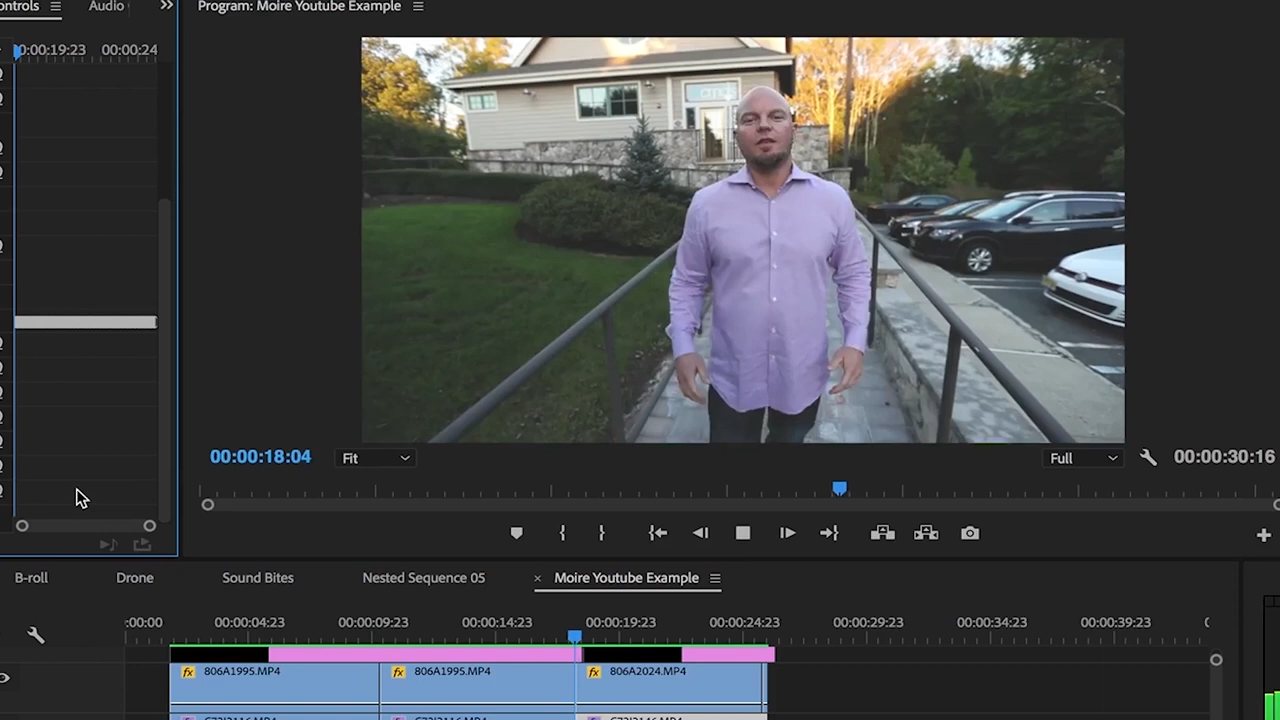 ontrols
Audio
Program: Moire Youtube Example
0:00:19:23 00:00:24
00:00:18:04
Fit
Full
00:00:30:16
B-roll
Drone
Sound Bites
Nested Sequence 05
× Moire Youtube Example
:00:00 00:00:04:23 00:00:09:23 00:00:14:23 00:00:19:23 00:00:24:23 00:00:29:23 00:00:34:23 00:00:39:23
fx 806A1995.MP4
fx 806A1995.MP4
fx 806A2024.MP4